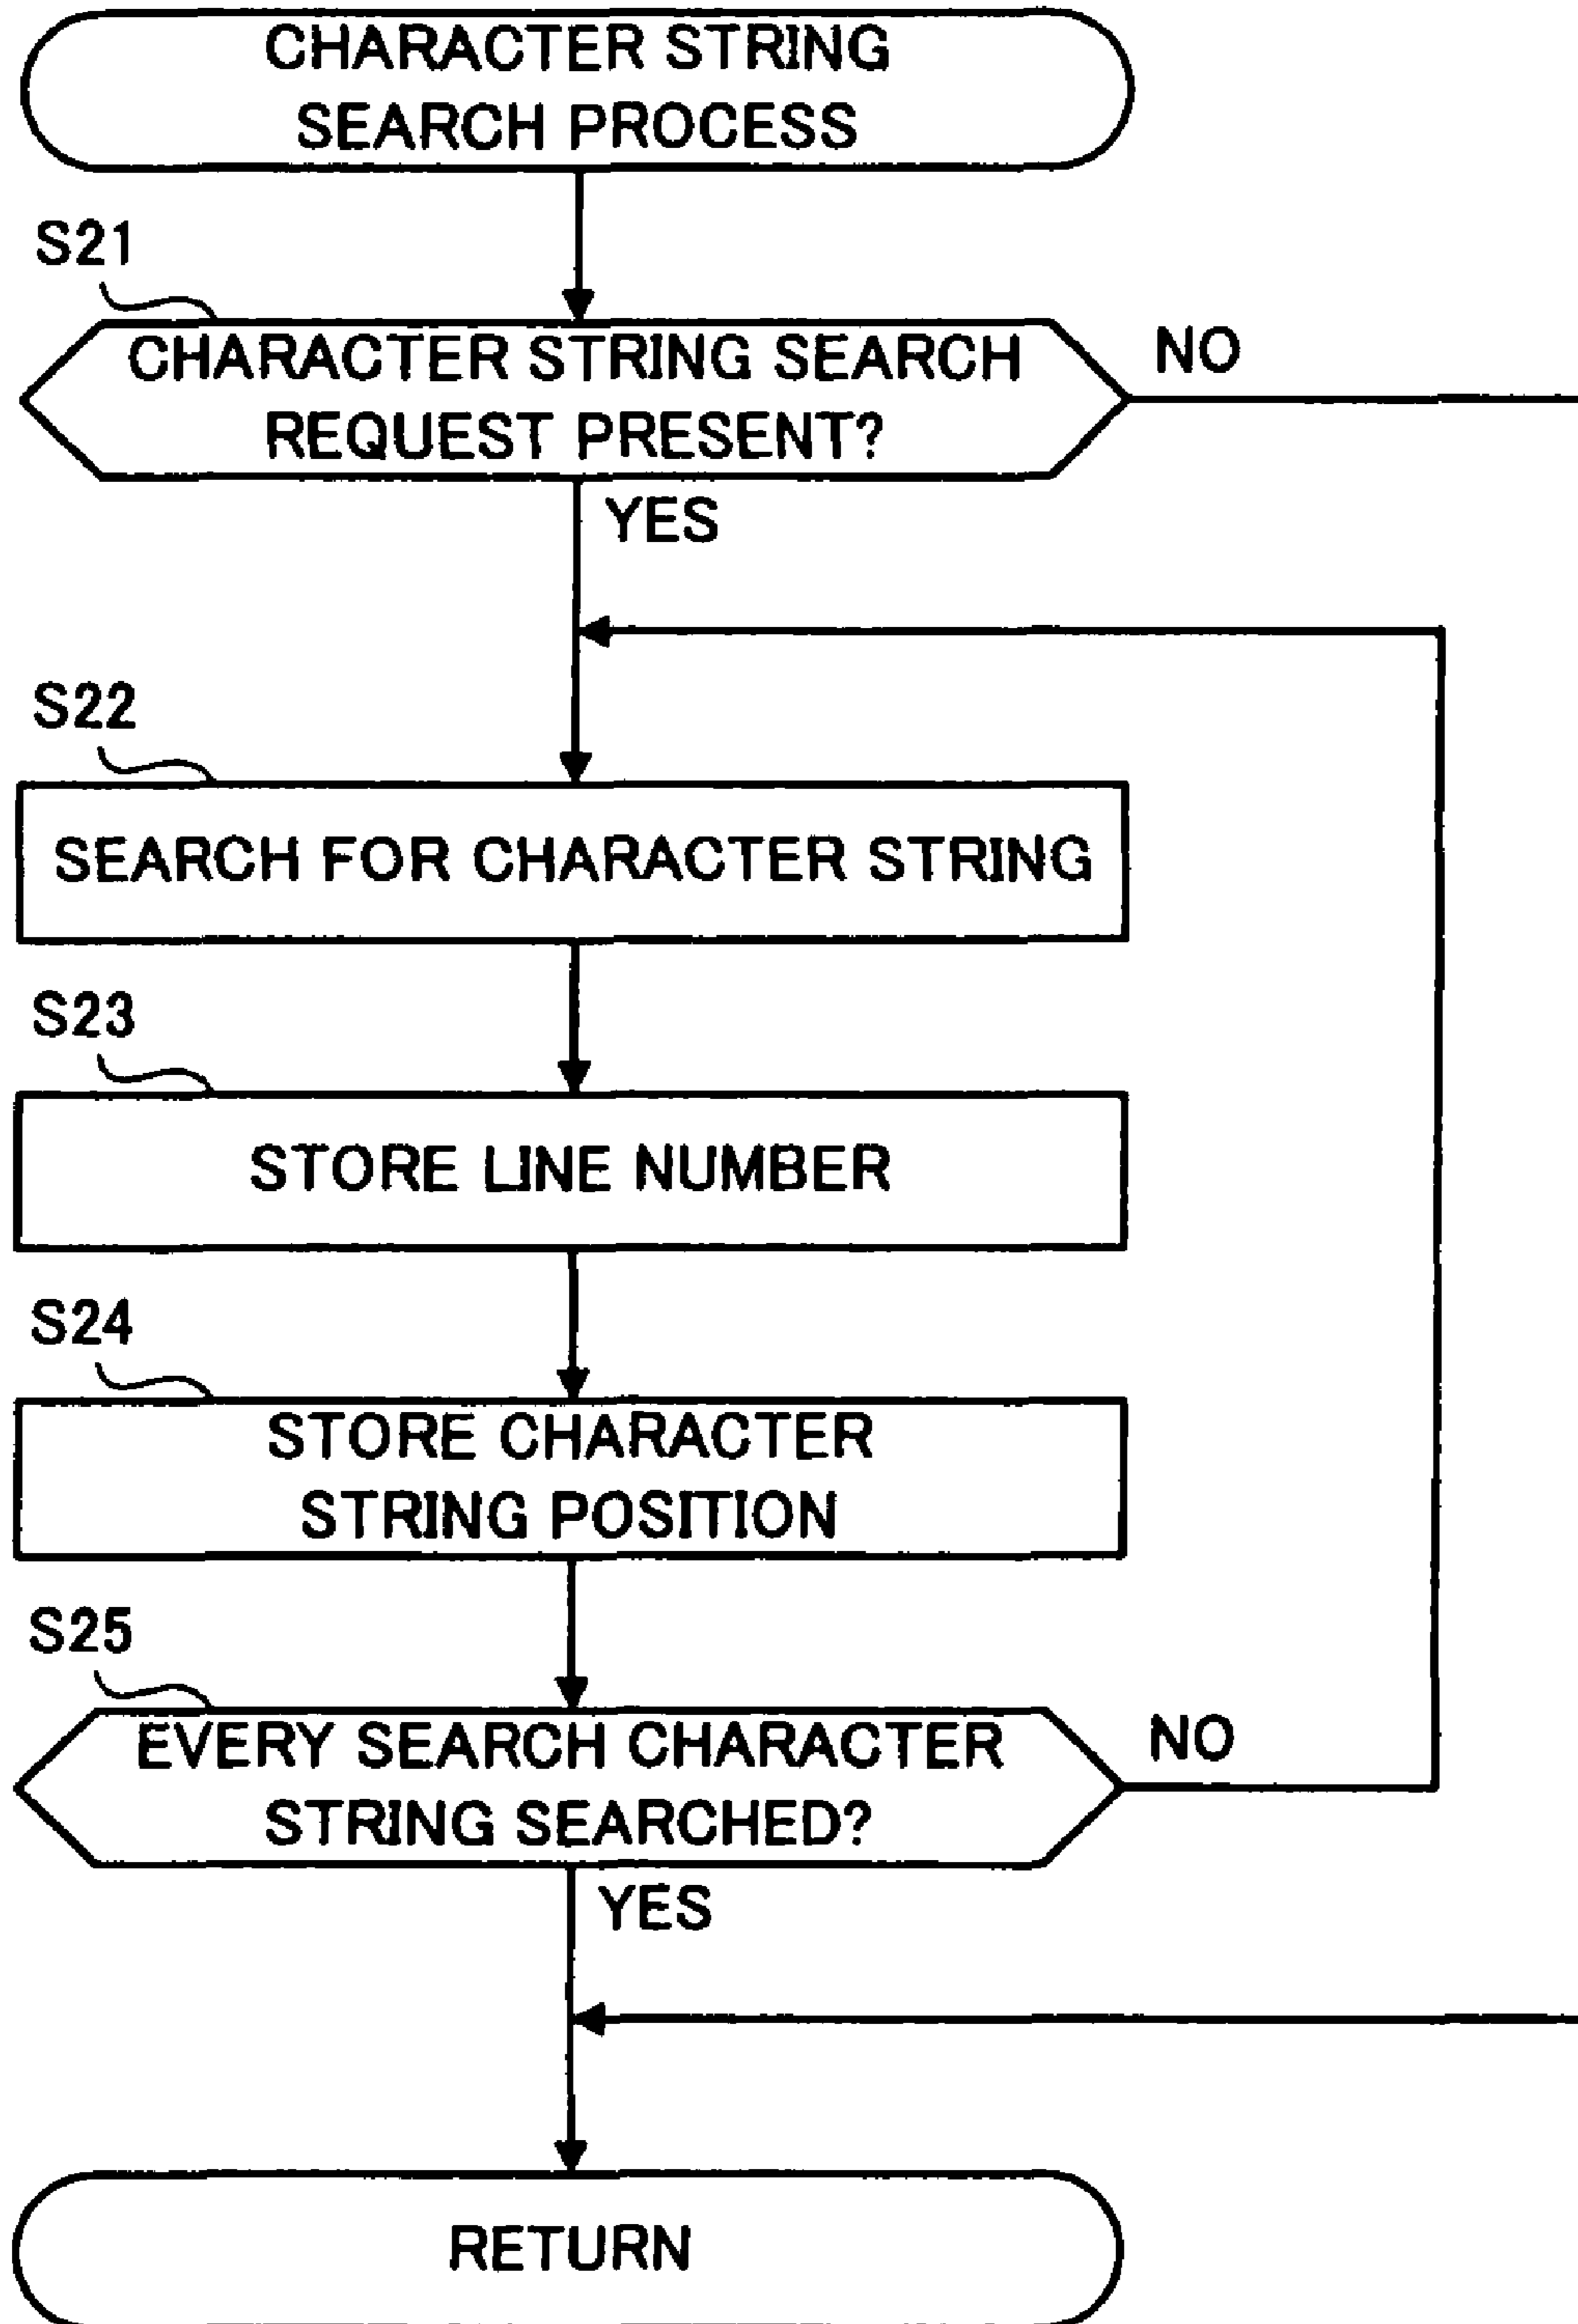 CHARACTER STRING
SEARCH PROCESS
S21
CHARACTER STRING SEARCH
REQUEST PRESENT?
NO
YES
S22
SEARCH FOR CHARACTER STRING
S23
STORE LINE NUMBER
S24
STORE CHARACTER
STRING POSITION
S25
EVERY SEARCH CHARACTER
STRING SEARCHED?
NO
YES
RETURN